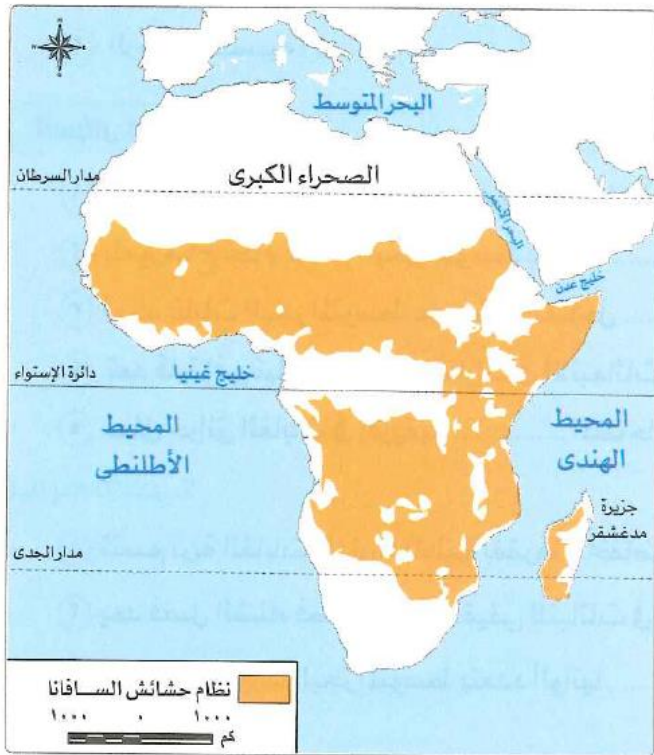 N
البحر المتوسط
الصحراء الكبرى
مدار السرطان
البحر الأحمر
خليج عدن
دائرة الإستواء
خليج غينيا
المحيط
الأطلنطى
المحيط
الهندى
جزيرة
مدغشقر
مدار الجدى
نظام حشائش السافانا
١٠٠٠ ٠ ١٠٠٠
كم